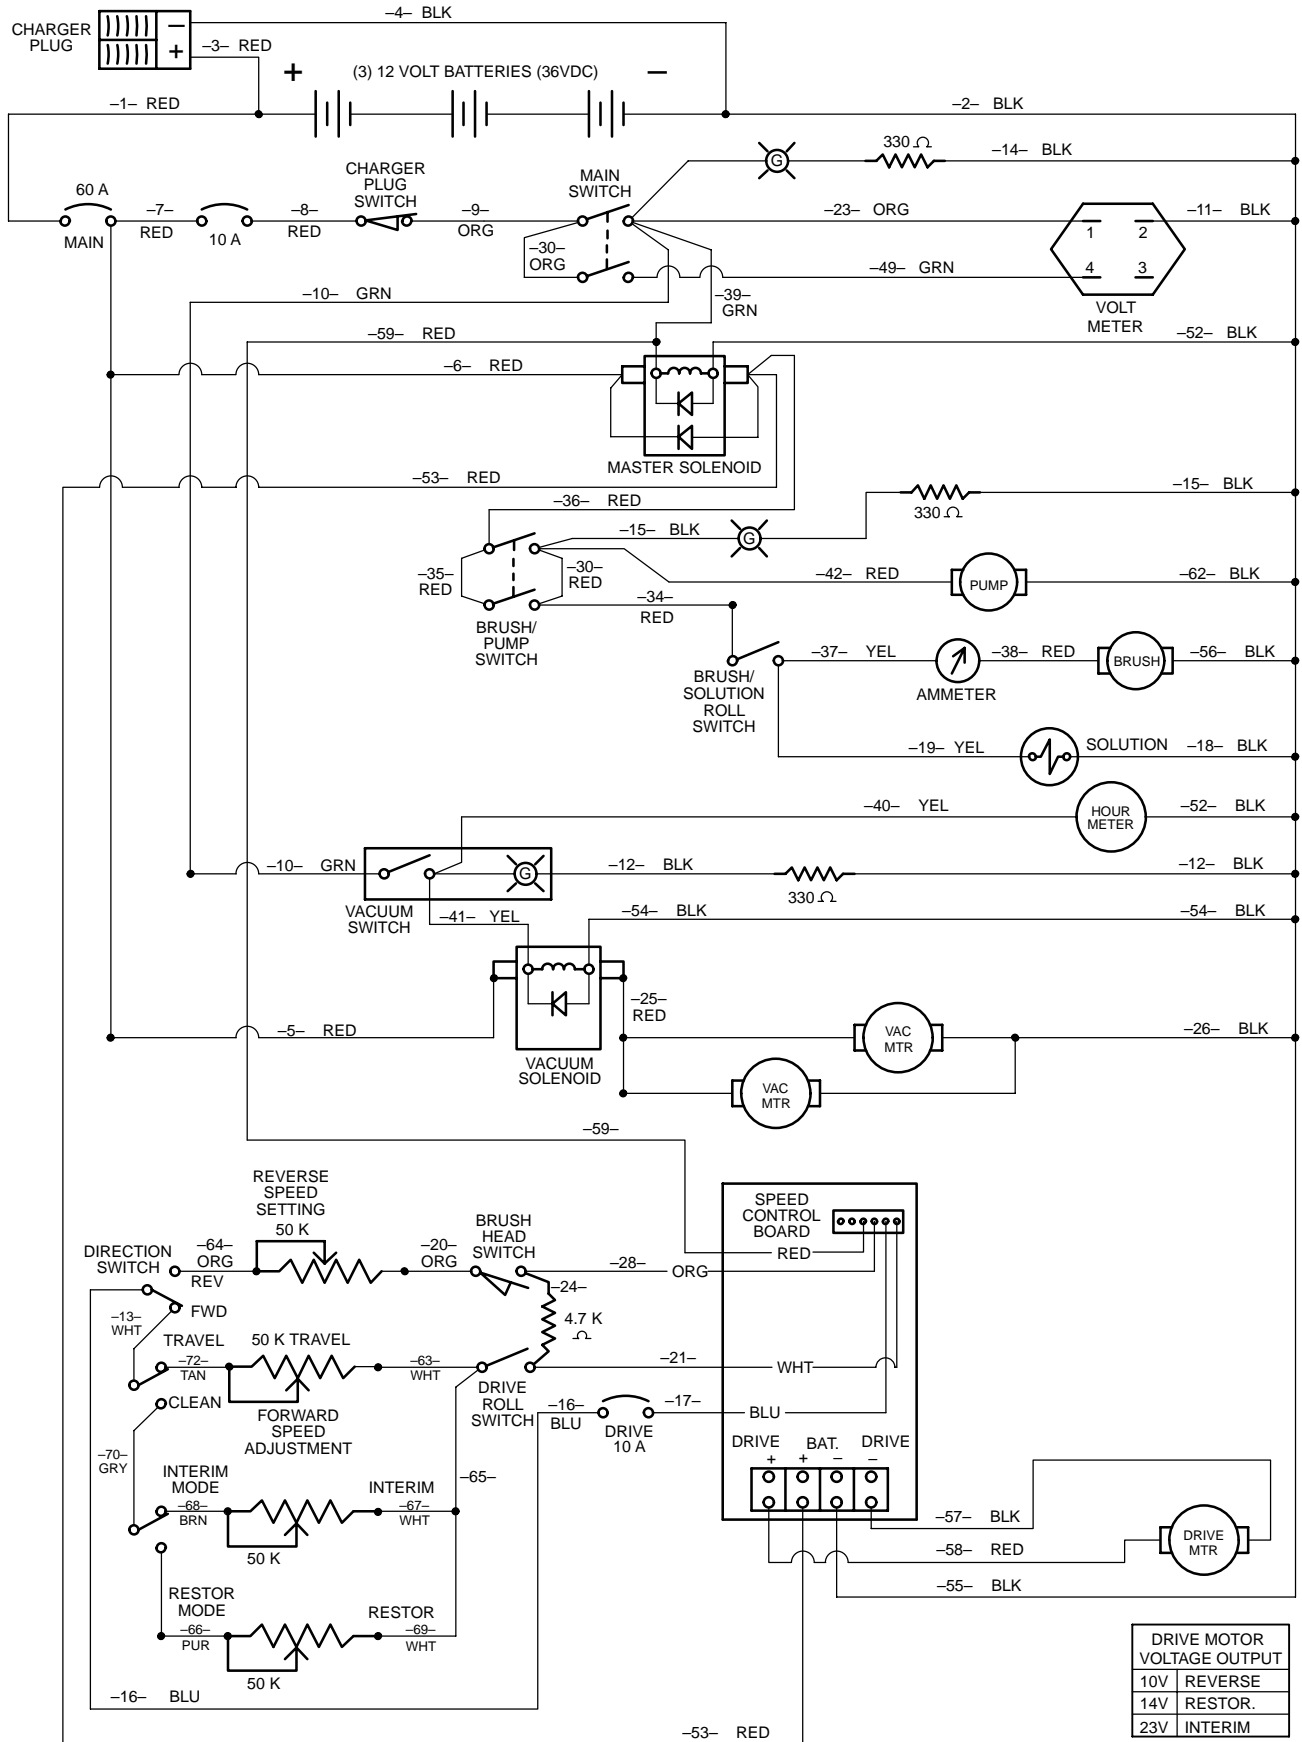 –4– BLK
CHARGER
PLUG
–
+
–3– RED
+
(3) 12 VOLT BATTERIES (36VDC)
–
–1– RED
–2– BLK
330 Ω
–14– BLK
G
CHARGER
PLUG
SWITCH
MAIN
SWITCH
60 A
MAIN
–7–
RED
10 A
–8–
RED
–9–
ORG
–23– ORG
–11– BLK
1 2
4 3
VOLT
METER
–30–
ORG
–49– GRN
–10– GRN
–39–
GRN
–59– RED
–52– BLK
–6– RED
MASTER SOLENOID
–53– RED
–36– RED
–15– BLK
330 Ω
–15– BLK
G
–35–
RED
–30–
RED
–42– RED
PUMP
–62– BLK
–34–
RED
BRUSH/
PUMP
SWITCH
–37– YEL
–38– RED
BRUSH
–56– BLK
AMMETER
BRUSH/
SOLUTION
ROLL
SWITCH
–19– YEL
SOLUTION
–18– BLK
–40– YEL
HOUR
METER
–52– BLK
–10– GRN
G
–12– BLK
330 Ω
–12– BLK
VACUUM
SWITCH
–41– YEL
–54– BLK
–54– BLK
–25–
RED
–5– RED
VAC
MTR
–26– BLK
VACUUM
SOLENOID
VAC
MTR
–59–
REVERSE
SPEED
SETTING
50 K
BRUSH
HEAD
SWITCH
SPEED
CONTROL
BOARD
RED
DIRECTION
SWITCH
–64–
ORG
REV
–20–
ORG
–28– ORG
–24–
4.7 K
Ω
FWD
–13–
WHT
TRAVEL
50 K TRAVEL
–72–
TAN
–63–
WHT
–21– WHT
CLEAN
FORWARD
SPEED
ADJUSTMENT
DRIVE
ROLL
SWITCH
–16–
BLU
DRIVE
10 A
–17– BLU
DRIVE BAT. DRIVE
+ + – –
–70–
GRY
INTERIM
MODE
INTERIM
–65–
–68–
BRN
–67–
WHT
50 K
–57– BLK
DRIVE
MTR
–58– RED
–55– BLK
RESTOR
MODE
RESTOR
–66–
PUR
–69–
WHT
50 K
–16– BLU
–53– RED
DRIVE MOTOR
VOLTAGE OUTPUT
10V REVERSE
14V RESTOR.
23V INTERIM